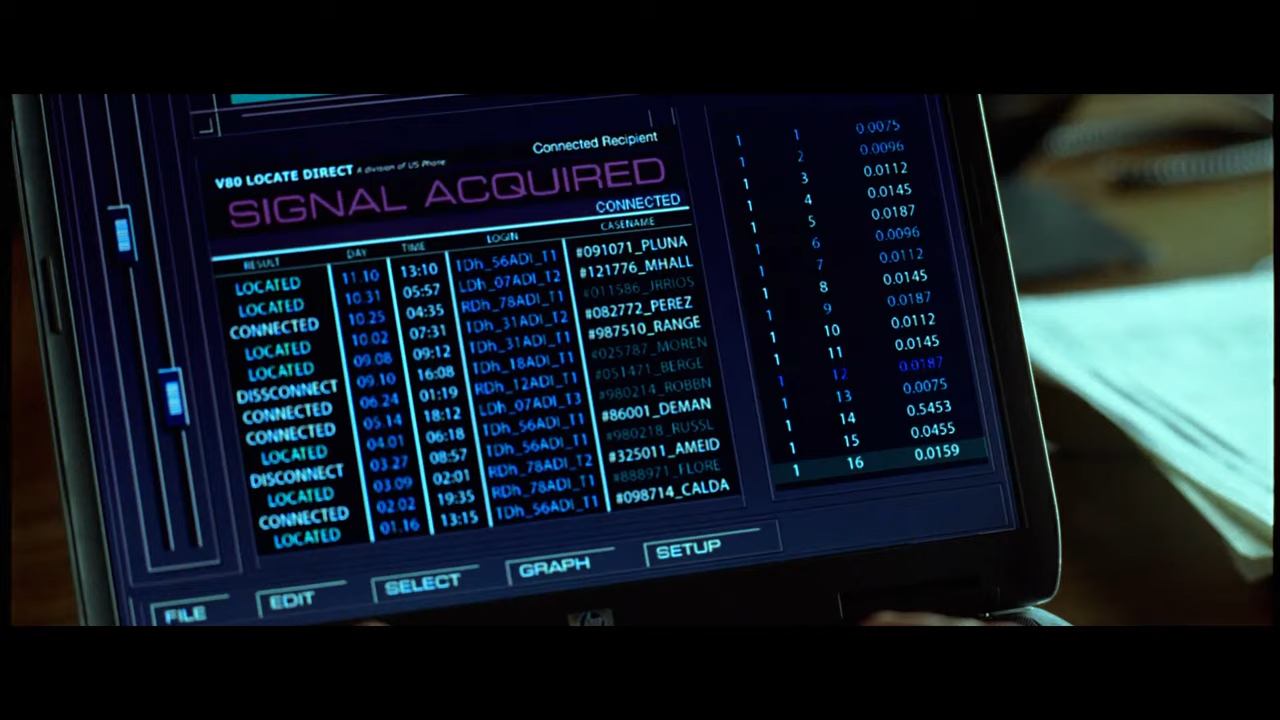 Connected Recipient
V80 LOCATE DIRECT A division of US Phone
SIGNAL ACQUIRED
CONNECTED
RESULT DAY TIME LOGIN CASENAME
LOCATED 11.10 13:10 TDh_56ADI_T1 #091071_PLUNA
LOCATED 10.31 05:57 LDh_07ADI_T2 #121776_MHALL
CONNECTED 10.25 04:35 RDh_78ADI_T1 #011586_JRRIOS
LOCATED 10.02 07:31 TDh_31ADI_T2 #082772_PEREZ
LOCATED 09.08 09:12 TDh_31ADI_T1 #987510_RANGE
DISSCONNECT 09.10 16:08 TDh_18ADI_T1 #025787_MOREN
CONNECTED 06.24 01:19 RDh_12ADI_T1 #051471_BERGE
CONNECTED 05.14 18:12 LDh_07ADI_T3 #980214_ROBBN
LOCATED 04.01 06:18 TDh_56ADI_T1 #86001_DEMAN
DISCONNECT 03.27 08:57 TDh_56ADI_T1 #980218_RUSSL
LOCATED 03.09 02:01 RDh_78ADI_T2 #325011_AMEID
CONNECTED 02.02 19:35 RDh_78ADI_T1 #888971_FLORE
LOCATED 01.16 13:15 TDh_56ADI_T1 #098714_CALDA
1 1 0.0075
1 2 0.0096
1 3 0.0112
1 4 0.0145
1 5 0.0187
1 6 0.0096
1 7 0.0112
1 8 0.0145
1 9 0.0187
1 10 0.0112
1 11 0.0145
1 12 0.0187
1 13 0.0075
1 14 0.5453
1 15 0.0455
1 16 0.0159
FILE EDIT SELECT GRAPH SETUP
hp